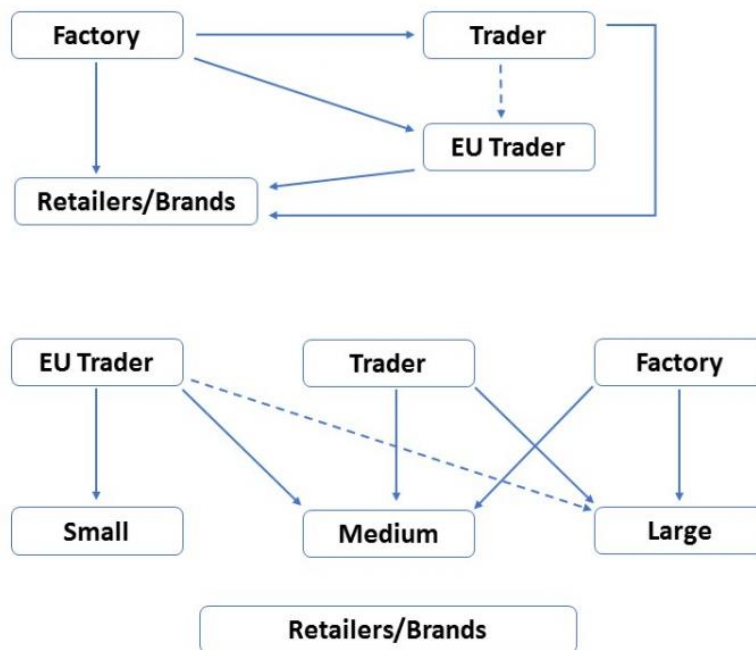 Factory
Trader
EU Trader
Retailers/Brands
EU Trader
Trader
Factory
Small
Medium
Large
Retailers/Brands